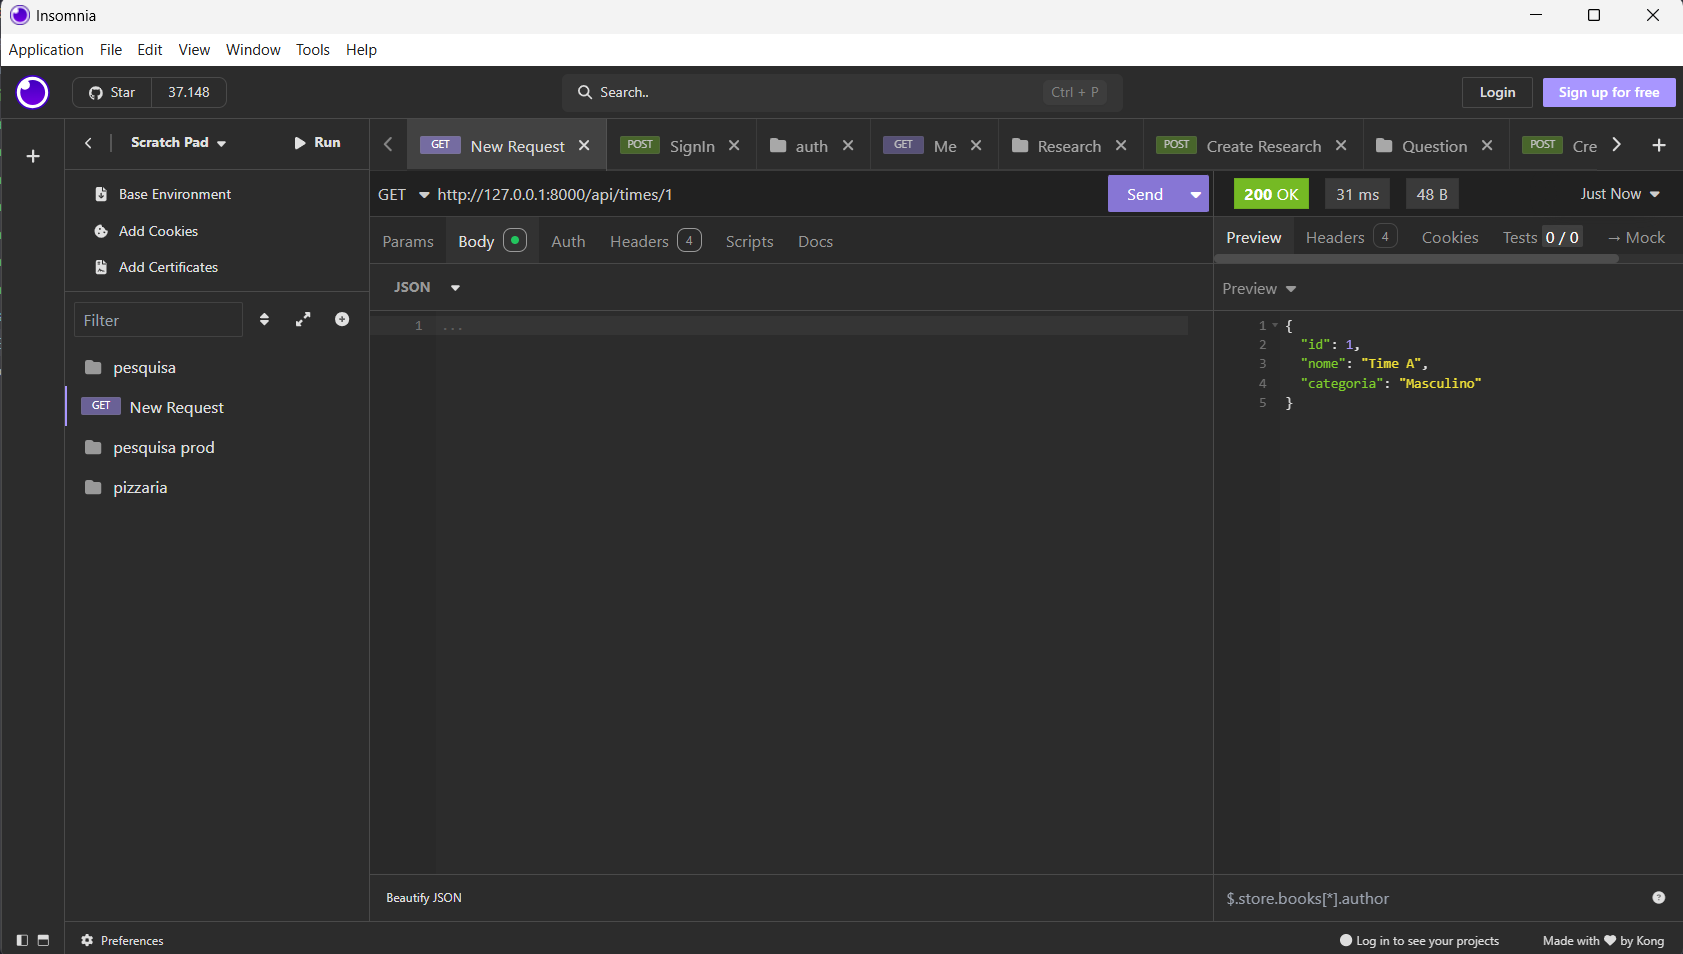 Insomnia
Application File Edit View Window Tools Help
Star 37.148 Search.. Ctrl + P Login Sign up for free
Scratch Pad Run
GET New Request POST SignIn auth GET Me Research POST Create Research Question POST Cre
Base Environment
Add Cookies
Add Certificates
Filter
pesquisa
GET New Request
pesquisa prod
pizzaria
GET http://127.0.0.1:8000/api/times/1 Send
Params Body Auth Headers 4 Scripts Docs
JSON
1 ...
Beautify JSON
200 OK 31 ms 48 B Just Now
Preview Headers 4 Cookies Tests 0 / 0 → Mock
Preview
1 {
2 "id": 1,
3 "nome": "Time A",
4 "categoria": "Masculino"
5 }
$.store.books[*].author
Preferences Log in to see your projects Made with ♥ by Kong